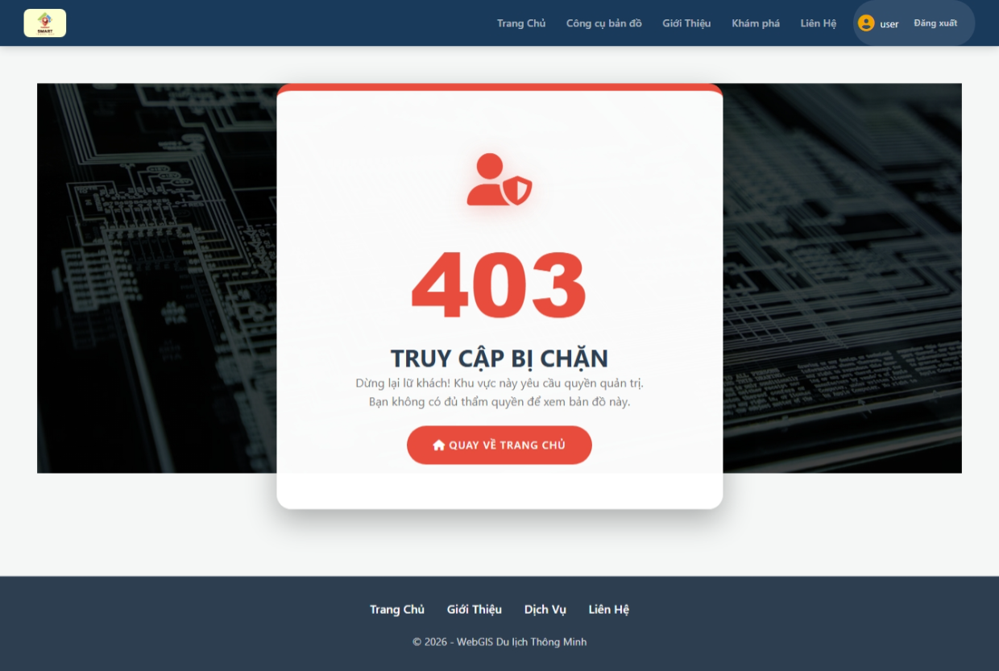 SMART
Trang Chủ
Công cụ bản đồ
Giới Thiệu
Khám phá
Liên Hệ
user
Đăng xuất
403
TRUY CẬP BỊ CHẶN
Dừng lại lữ khách! Khu vực này yêu cầu quyền quản trị.
Bạn không có đủ thẩm quyền để xem bản đồ này.
QUAY VỀ TRANG CHỦ
Trang Chủ
Giới Thiệu
Dịch Vụ
Liên Hệ
© 2026 - WebGIS Du lịch Thông Minh